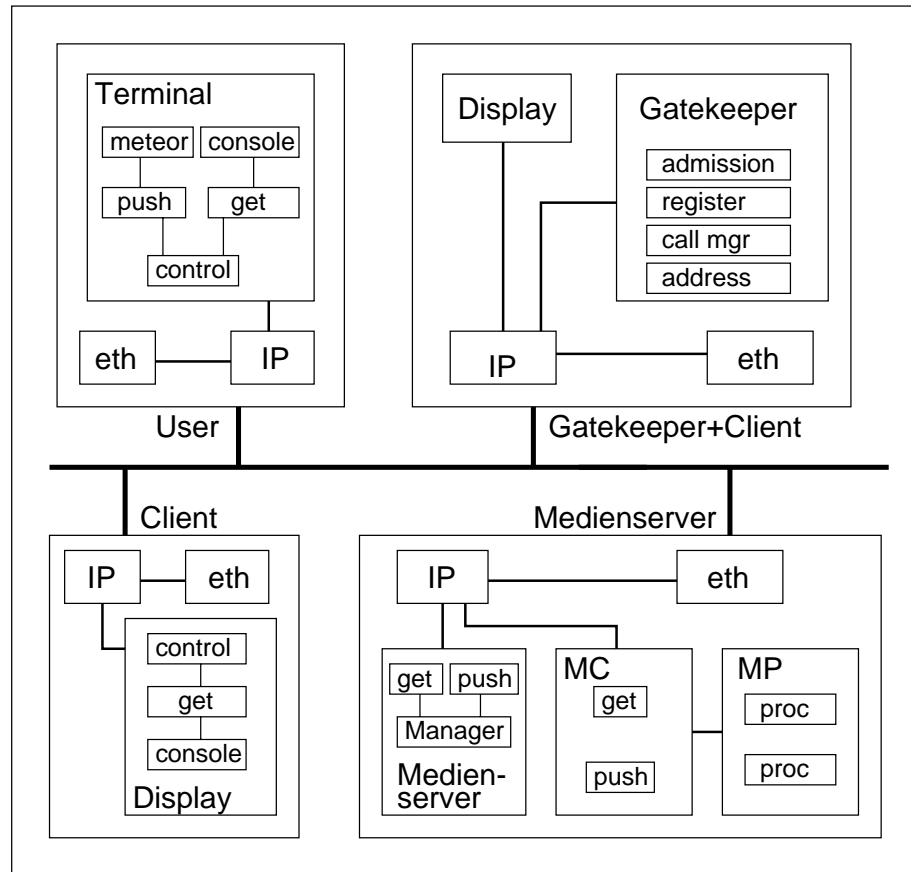 Terminal
meteor
console
push
get
control
eth
IP
User
Display
Gatekeeper
admission
register
call mgr
address
IP
eth
Gatekeeper+Client
Client
IP
eth
control
get
console
Display
Medienserver
IP
eth
get
push
Manager
Medien-
server
MC
get
push
MP
proc
proc